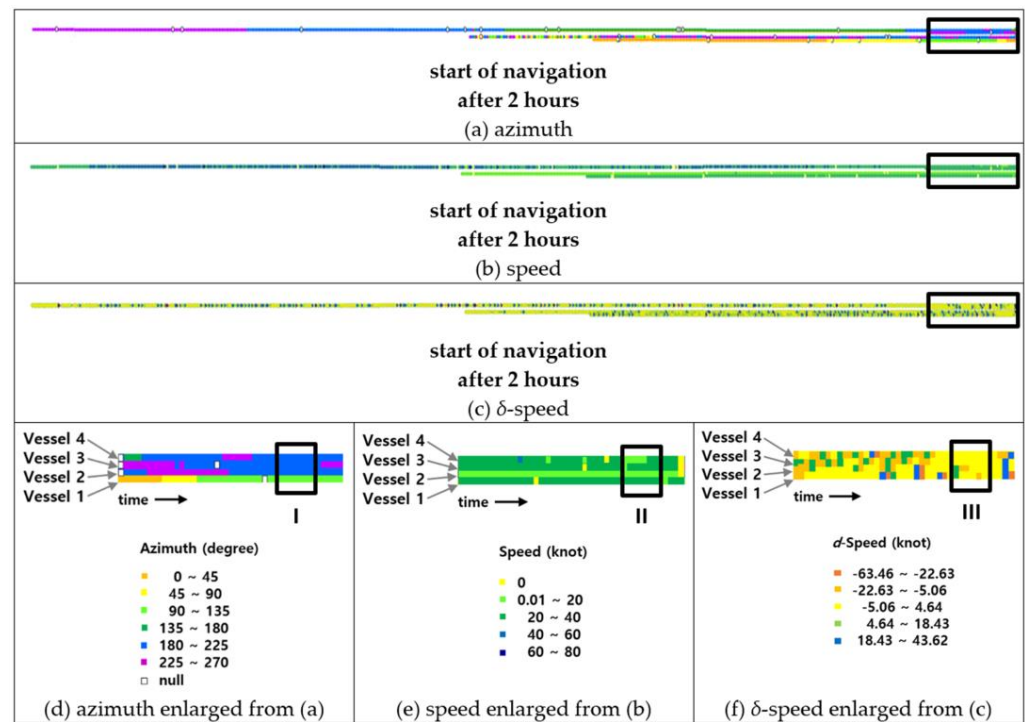 start of navigation
after 2 hours
(a) azimuth
start of navigation
after 2 hours
(b) speed
start of navigation
after 2 hours
(c) δ-speed
Vessel 4
Vessel 3
Vessel 2
Vessel 1
time
I
Azimuth (degree)
0 ~ 45
45 ~ 90
90 ~ 135
135 ~ 180
180 ~ 225
225 ~ 270
null
(d) azimuth enlarged from (a)
Vessel 4
Vessel 3
Vessel 2
Vessel 1
time
II
Speed (knot)
0
0.01 ~ 20
20 ~ 40
40 ~ 60
60 ~ 80
(e) speed enlarged from (b)
Vessel 4
Vessel 3
Vessel 2
Vessel 1
time
III
d-Speed (knot)
-63.46 ~ -22.63
-22.63 ~ -5.06
-5.06 ~ 4.64
4.64 ~ 18.43
18.43 ~ 43.62
(f) δ-speed enlarged from (c)